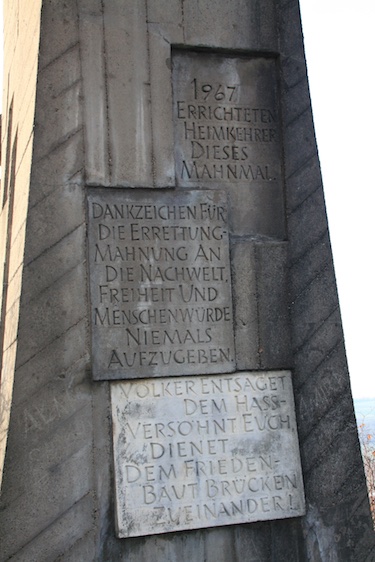 1967
ERRICHTETEN
HEIMKEHRER
DIESES
MAHNMAL.
DANKZEICHEN FÜR
DIE ERRETTUNG-
MAHNUNG AN
DIE NACHWELT,
FREIHEIT UND
MENSCHENWÜRDE
NIEMALS
AUFZUGEBEN.
VÖLKER ENTSAGET
DEM HASS-
VERSÖHNT EUCH
DIENET
DEM FRIEDEN-
BAUT BRÜCKEN
ZUEINANDER!